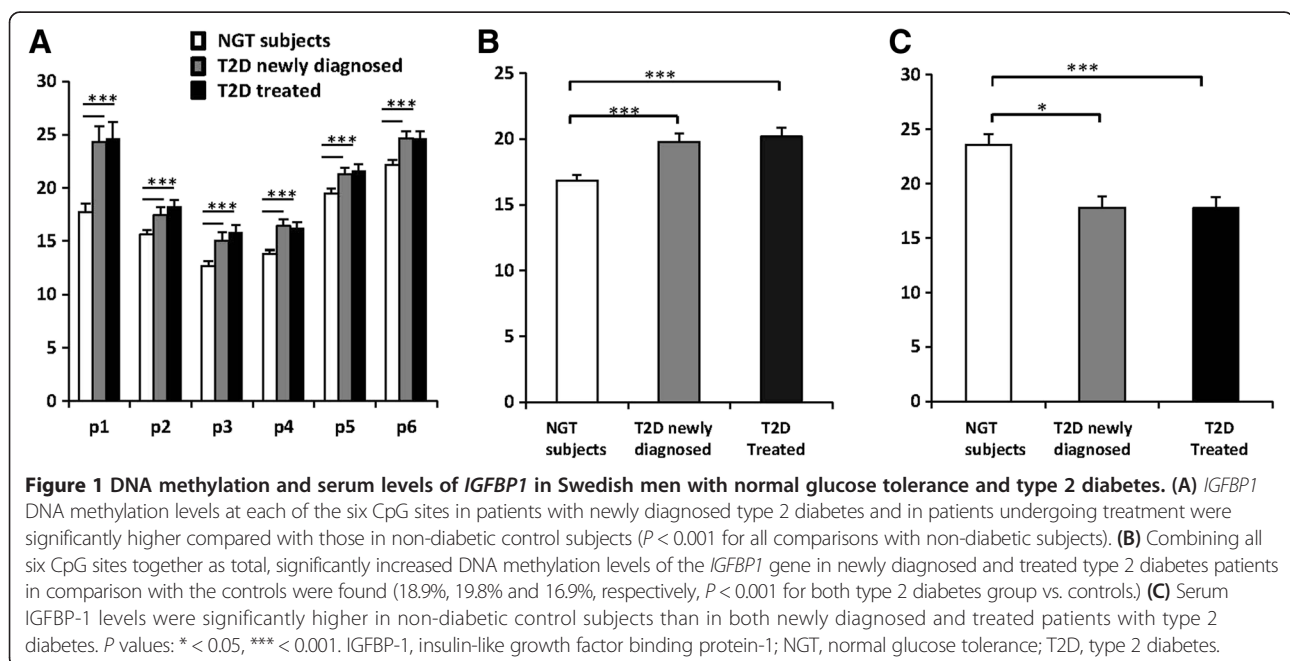 A
NGT subjects
T2D newly diagnosed
T2D treated
30
25
20
15
10
5
0
***
***
***
***
***
***
p1 p2 p3 p4 p5 p6
B
25
20
15
10
5
0
***
***
NGT subjects
T2D newly diagnosed
T2D Treated
C
30
25
20
15
10
5
0
***
*
NGT subjects
T2D newly diagnosed
T2D Treated
Figure 1 DNA methylation and serum levels of IGFBP1 in Swedish men with normal glucose tolerance and type 2 diabetes. (A) IGFBP1
DNA methylation levels at each of the six CpG sites in patients with newly diagnosed type 2 diabetes and in patients undergoing treatment were
significantly higher compared with those in non-diabetic control subjects (P < 0.001 for all comparisons with non-diabetic subjects). (B) Combining all
six CpG sites together as total, significantly increased DNA methylation levels of the IGFBP1 gene in newly diagnosed and treated type 2 diabetes patients
in comparison with the controls were found (18.9%, 19.8% and 16.9%, respectively, P < 0.001 for both type 2 diabetes group vs. controls.) (C) Serum
IGFBP-1 levels were significantly higher in non-diabetic control subjects than in both newly diagnosed and treated patients with type 2
diabetes. P values: * < 0.05, *** < 0.001. IGFBP-1, insulin-like growth factor binding protein-1; NGT, normal glucose tolerance; T2D, type 2 diabetes.